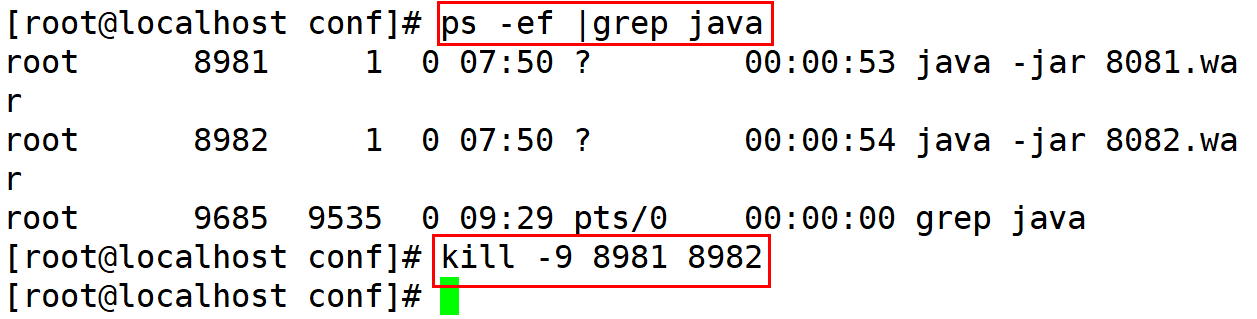 [root@localhost conf]# ps -ef |grep java
root      8981     1  0 07:50 ?        00:00:53 java -jar 8081.wa
r
root      8982     1  0 07:50 ?        00:00:54 java -jar 8082.wa
r
root      9685  9535  0 09:29 pts/0    00:00:00 grep java
[root@localhost conf]# kill -9 8981 8982
[root@localhost conf]#